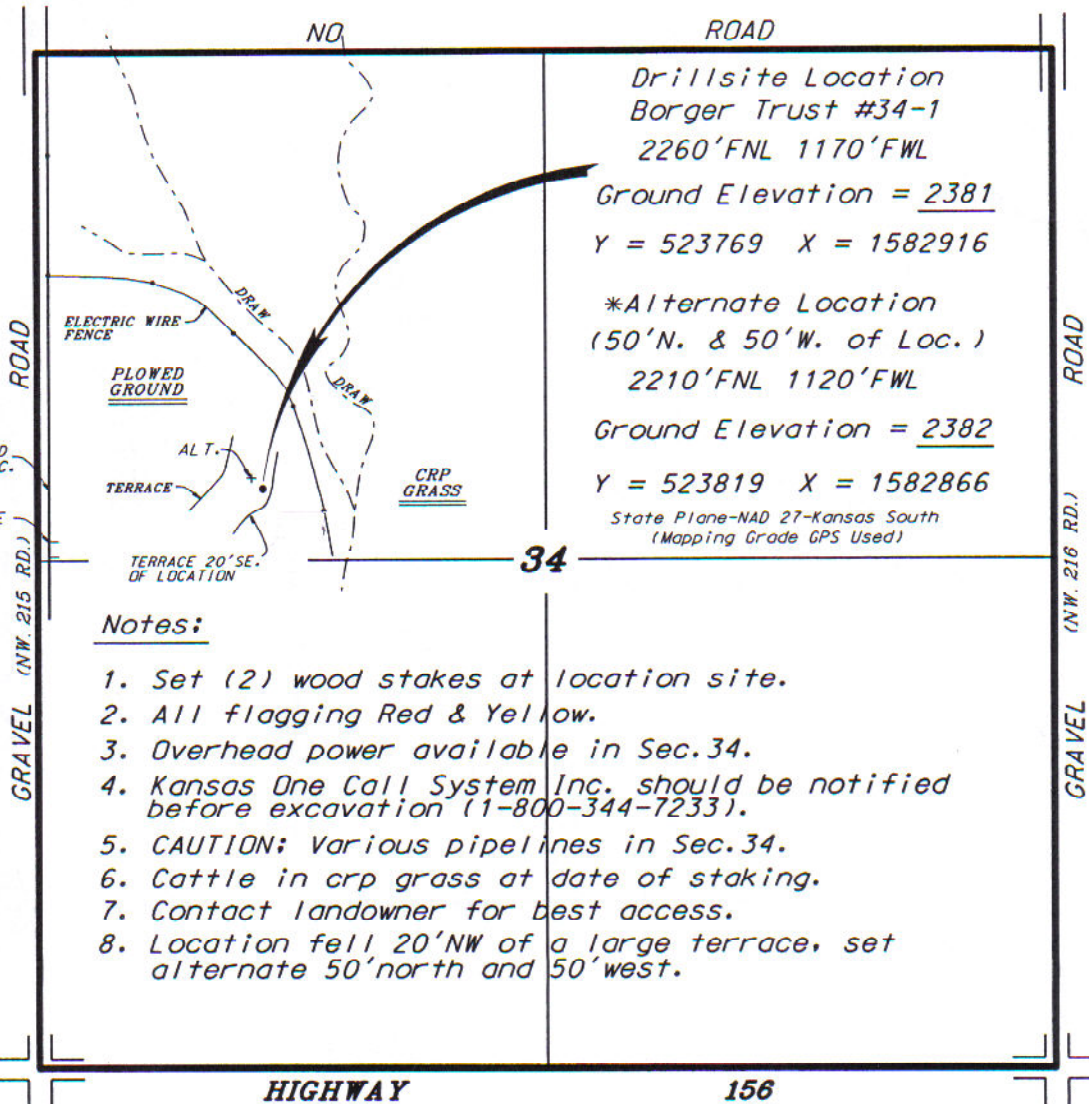 NO ROAD
Drillsite Location
Borger Trust #34-1
2260'FNL 1170'FWL
Ground Elevation = 2381
Y = 523769 X = 1582916
*Alternate Location
(50'N. & 50'W. of Loc.)
2210'FNL 1120'FWL
Ground Elevation = 2382
Y = 523819 X = 1582866
State Plane-NAD 27-Kansas South
(Mapping Grade GPS Used)
DRAW
ELECTRIC WIRE
FENCE
PLOWED
GROUND
DRAW
ALT.
TERRACE
CRP
GRASS
TERRACE 20'SE.
OF LOCATION
34
GRAVEL (NW. 215 RD.) ROAD
GRAVEL (NW. 216 RD.) ROAD
Notes:
1. Set (2) wood stakes at location site.
2. All flagging Red & Yellow.
3. Overhead power available in Sec.34.
4. Kansas One Call System Inc. should be notified
before excavation (1-800-344-7233).
5. CAUTION: Various pipelines in Sec.34.
6. Cattle in crp grass at date of staking.
7. Contact landowner for best access.
8. Location fell 20'NW of a large terrace, set
alternate 50'north and 50'west.
HIGHWAY 156